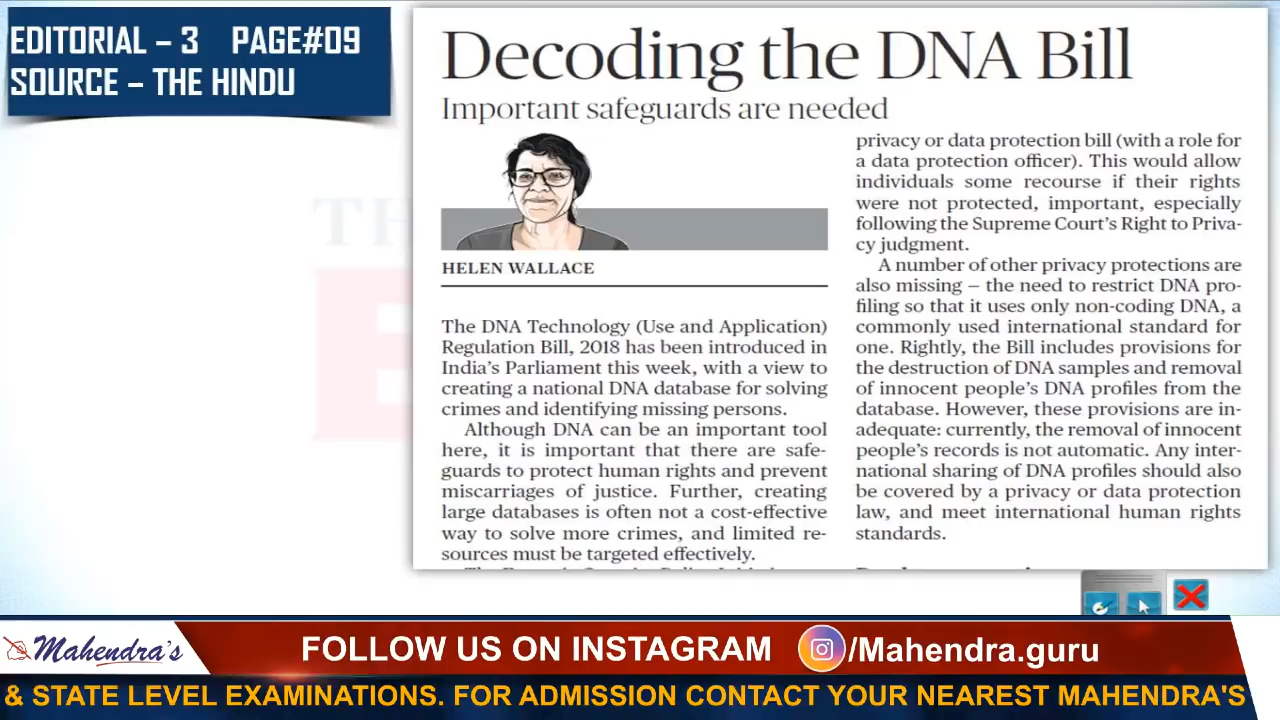 EDITORIAL – 3 PAGE#09
SOURCE – THE HINDU
Decoding the DNA Bill
Important safeguards are needed
HELEN WALLACE
The DNA Technology (Use and Application)
Regulation Bill, 2018 has been introduced in
India's Parliament this week, with a view to
creating a national DNA database for solving
crimes and identifying missing persons.
Although DNA can be an important tool
here, it is important that there are safe-
guards to protect human rights and prevent
miscarriages of justice. Further, creating
large databases is often not a cost-effective
way to solve more crimes, and limited re-
sources must be targeted effectively.
privacy or data protection bill (with a role for
a data protection officer). This would allow
individuals some recourse if their rights
were not protected, important, especially
following the Supreme Court's Right to Priva-
cy judgment.
A number of other privacy protections are
also missing – the need to restrict DNA pro-
filing so that it uses only non-coding DNA, a
commonly used international standard for
one. Rightly, the Bill includes provisions for
the destruction of DNA samples and removal
of innocent people's DNA profiles from the
database. However, these provisions are in-
adequate: currently, the removal of innocent
people's records is not automatic. Any inter-
national sharing of DNA profiles should also
be covered by a privacy or data protection
law, and meet international human rights
standards.
Mahendra's
FOLLOW US ON INSTAGRAM /Mahendra.guru
& STATE LEVEL EXAMINATIONS. FOR ADMISSION CONTACT YOUR NEAREST MAHENDRA'S